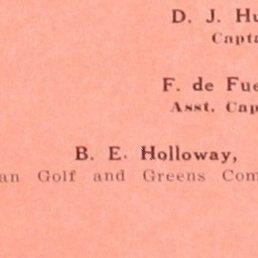 D. J. Hu
Capta
F. de Fue
Asst. Cap
B. E. Holloway,
an Golf and Greens Com